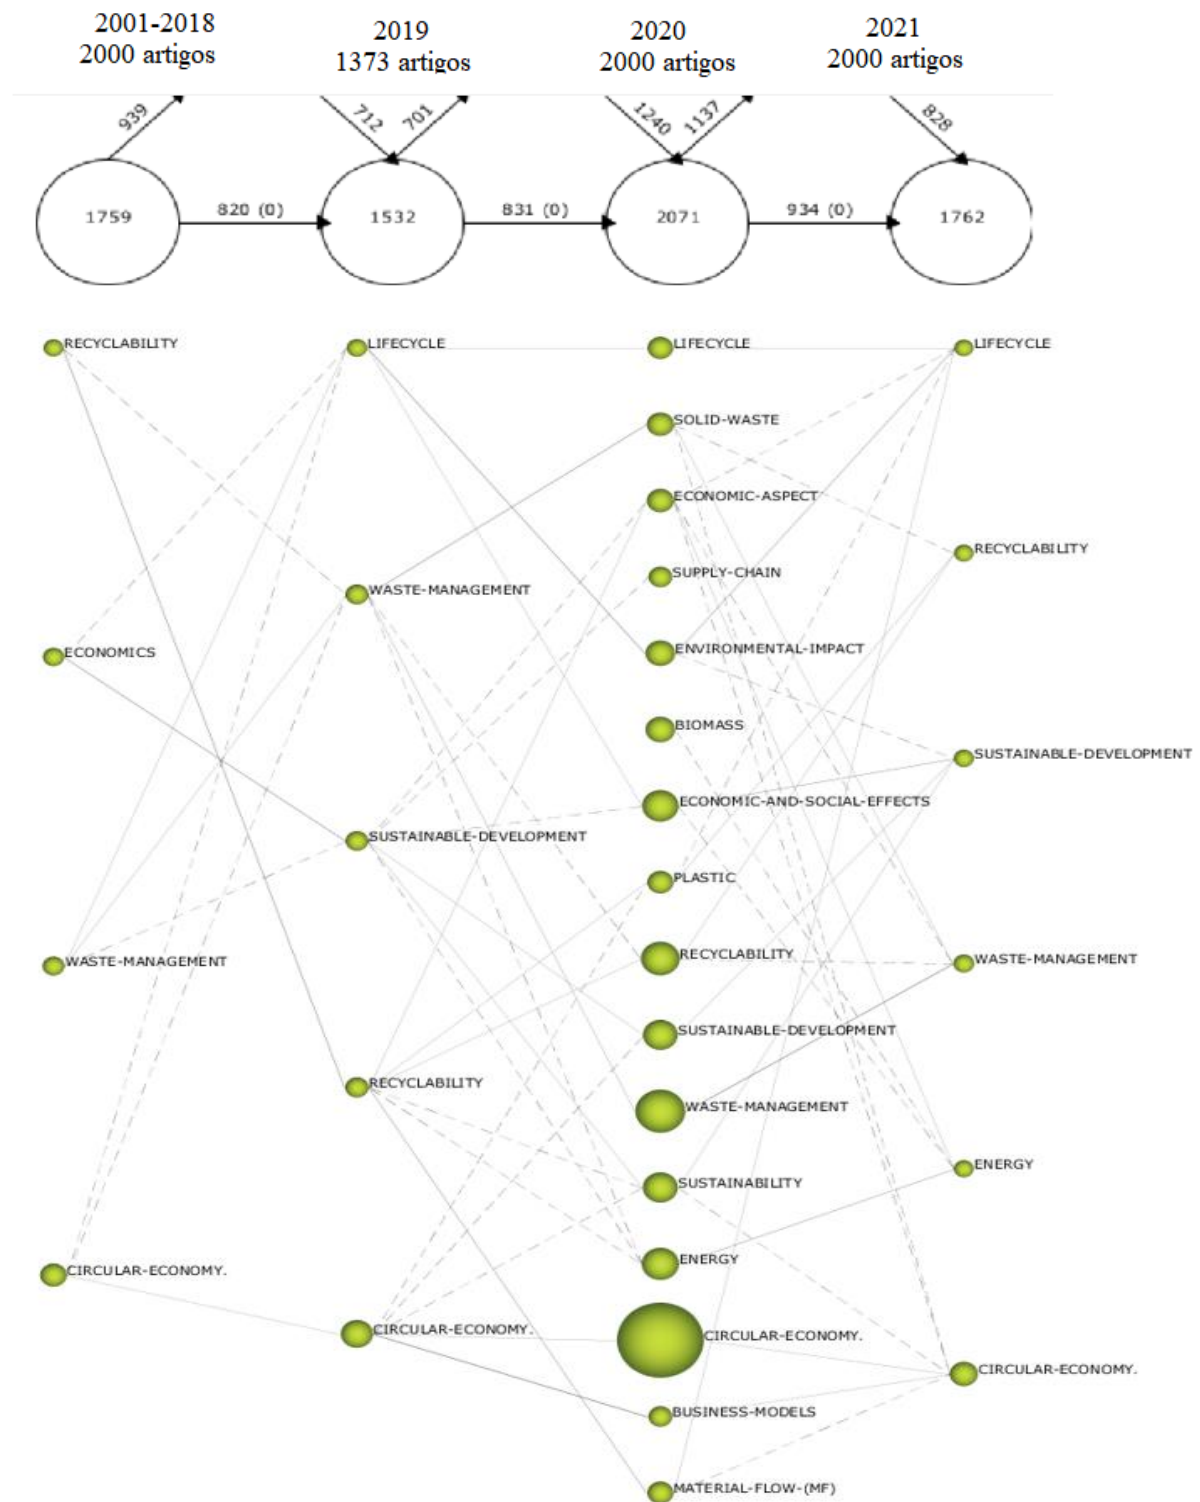 2001-2018
2000 artigos
2019
1373 artigos
2020
2000 artigos
2021
2000 artigos
939
712
701
1240
1137
828
1759
820 (0)
1532
831 (0)
2071
934 (0)
1762
RECYCLABILITY
ECONOMICS
WASTE-MANAGEMENT
CIRCULAR-ECONOMY.
LIFECYCLE
WASTE-MANAGEMENT
SUSTAINABLE-DEVELOPMENT
RECYCLABILITY
CIRCULAR-ECONOMY.
LIFECYCLE
SOLID-WASTE
ECONOMIC-ASPECT
SUPPLY-CHAIN
ENVIRONMENTAL-IMPACT
BIOMASS
ECONOMIC-AND-SOCIAL-EFFECTS
PLASTIC
RECYCLABILITY
SUSTAINABLE-DEVELOPMENT
WASTE-MANAGEMENT
SUSTAINABILITY
ENERGY
CIRCULAR-ECONOMY.
BUSINESS-MODELS
MATERIAL-FLOW-(MF)
LIFECYCLE
RECYCLABILITY
SUSTAINABLE-DEVELOPMENT
WASTE-MANAGEMENT
ENERGY
CIRCULAR-ECONOMY.